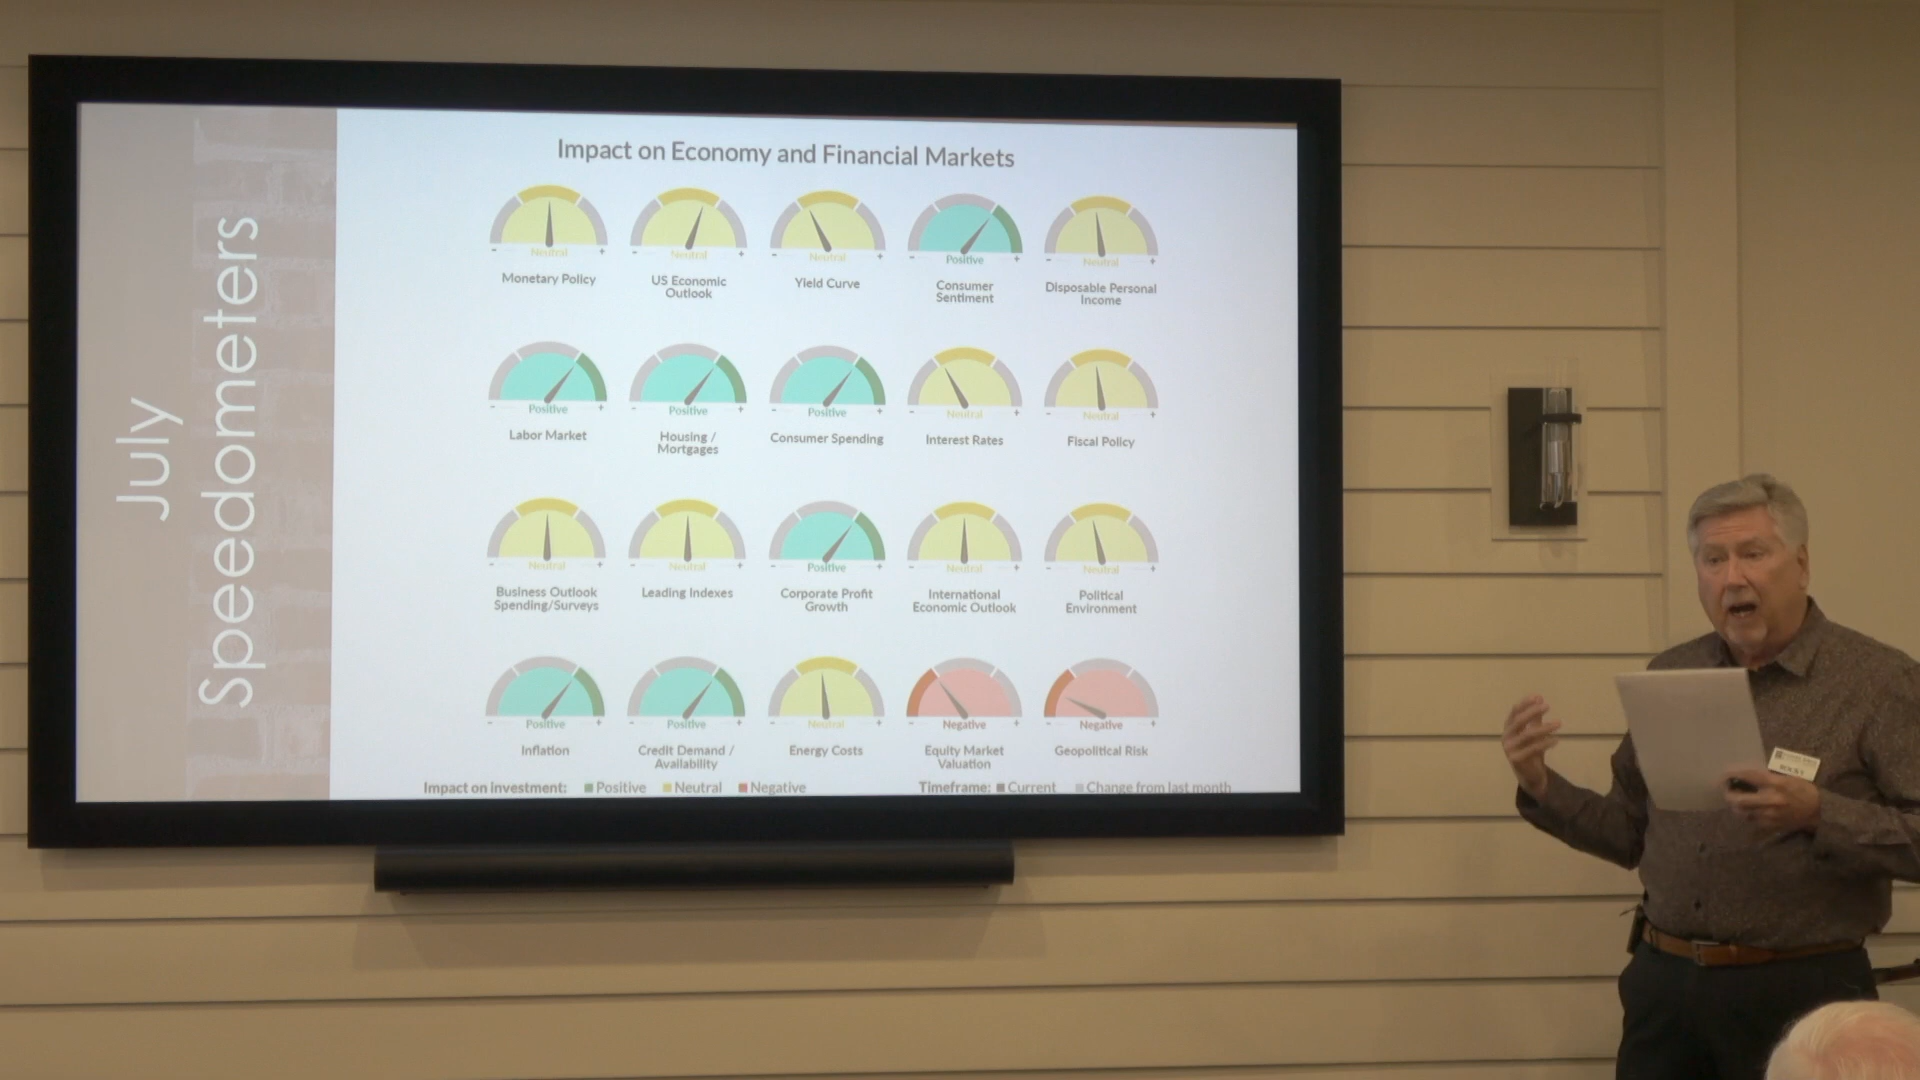 July
Speedometers
Impact on Economy and Financial Markets
- Neutral +
- Neutral +
- Neutral +
- Positive +
- Neutral +
Monetary Policy
US Economic
Outlook
Yield Curve
Consumer
Sentiment
Disposable Personal
Income
- Positive +
- Positive +
- Positive +
- Neutral +
- Neutral +
Labor Market
Housing /
Mortgages
Consumer Spending
Interest Rates
Fiscal Policy
- Neutral +
- Neutral +
- Positive +
- Neutral +
- Neutral +
Business Outlook
Spending/Surveys
Leading Indexes
Corporate Profit
Growth
International
Economic Outlook
Political
Environment
- Positive +
- Positive +
- Neutral +
- Negative +
- Negative +
Inflation
Credit Demand /
Availability
Energy Costs
Equity Market
Valuation
Geopolitical Risk
Impact on investment: Positive Neutral Negative
Timeframe: Current Change from last month